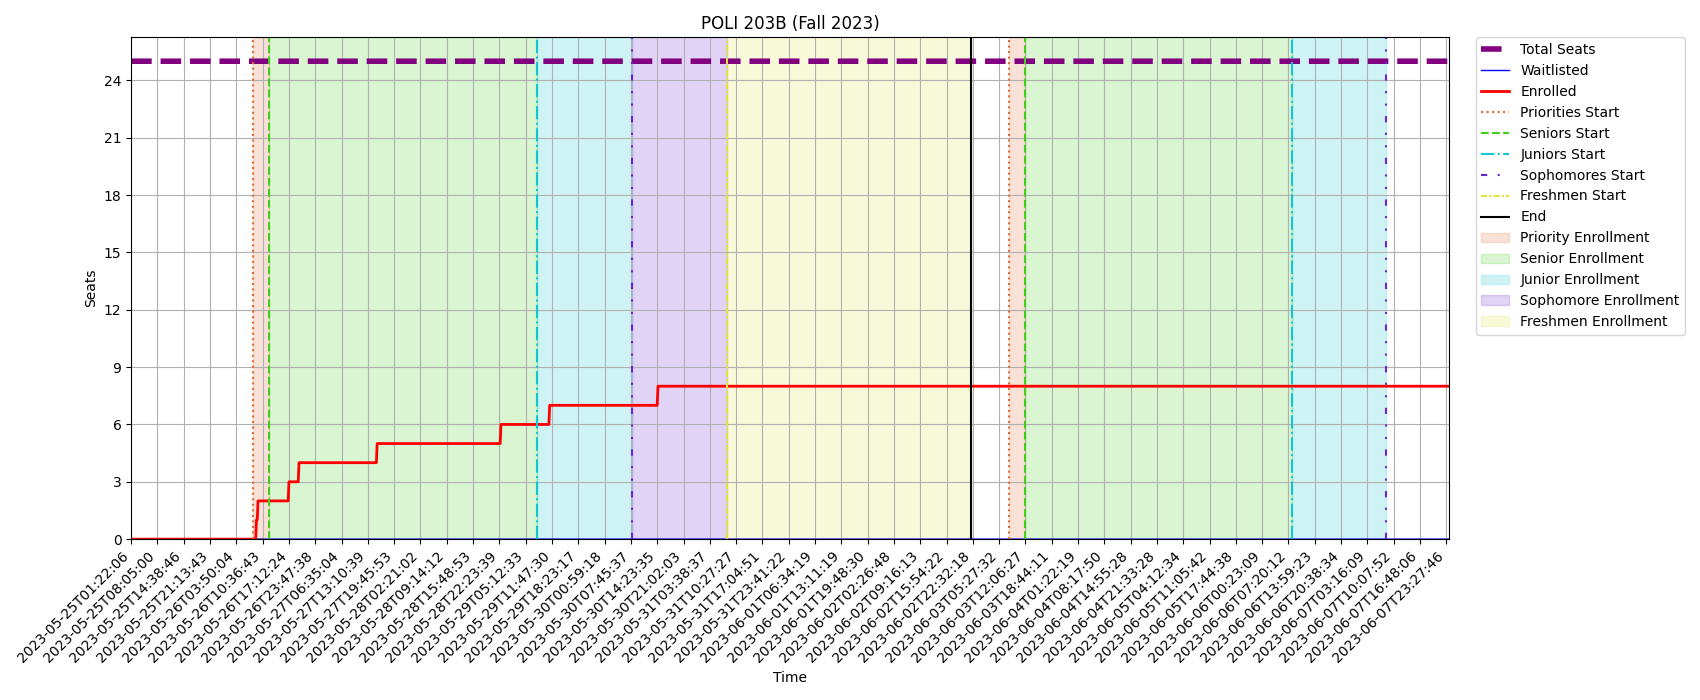 POLI 203B (Fall 2023)
Seats
24
21
18
15
12
9
6
3
0
2023-05-25T01:22:06
2023-05-25T08:05:00
2023-05-25T14:38:46
2023-05-25T21:13:43
2023-05-26T03:50:04
2023-05-26T10:36:43
2023-05-26T17:12:24
2023-05-26T23:47:38
2023-05-27T06:35:04
2023-05-27T13:10:39
2023-05-27T19:45:53
2023-05-28T02:21:02
2023-05-28T09:14:12
2023-05-28T15:48:53
2023-05-28T22:23:39
2023-05-29T05:12:33
2023-05-29T11:47:30
2023-05-29T18:23:17
2023-05-30T00:59:18
2023-05-30T07:45:37
2023-05-30T14:23:35
2023-05-30T21:02:03
2023-05-31T03:38:37
2023-05-31T10:27:27
2023-05-31T17:04:51
2023-05-31T23:41:22
2023-06-01T06:34:19
2023-06-01T13:11:19
2023-06-01T19:48:30
2023-06-02T02:26:48
2023-06-02T09:16:13
2023-06-02T15:54:22
2023-06-02T22:32:18
2023-06-03T05:27:32
2023-06-03T12:06:27
2023-06-03T18:44:11
2023-06-04T01:22:19
2023-06-04T08:17:50
2023-06-04T14:55:28
2023-06-04T21:33:28
2023-06-05T04:12:34
2023-06-05T11:05:42
2023-06-05T17:44:38
2023-06-06T00:23:09
2023-06-06T07:20:12
2023-06-06T13:59:23
2023-06-06T20:38:34
2023-06-07T03:16:09
2023-06-07T10:07:52
2023-06-07T16:48:06
2023-06-07T23:27:46
Time
Total Seats
Waitlisted
Enrolled
Priorities Start
Seniors Start
Juniors Start
Sophomores Start
Freshmen Start
End
Priority Enrollment
Senior Enrollment
Junior Enrollment
Sophomore Enrollment
Freshmen Enrollment